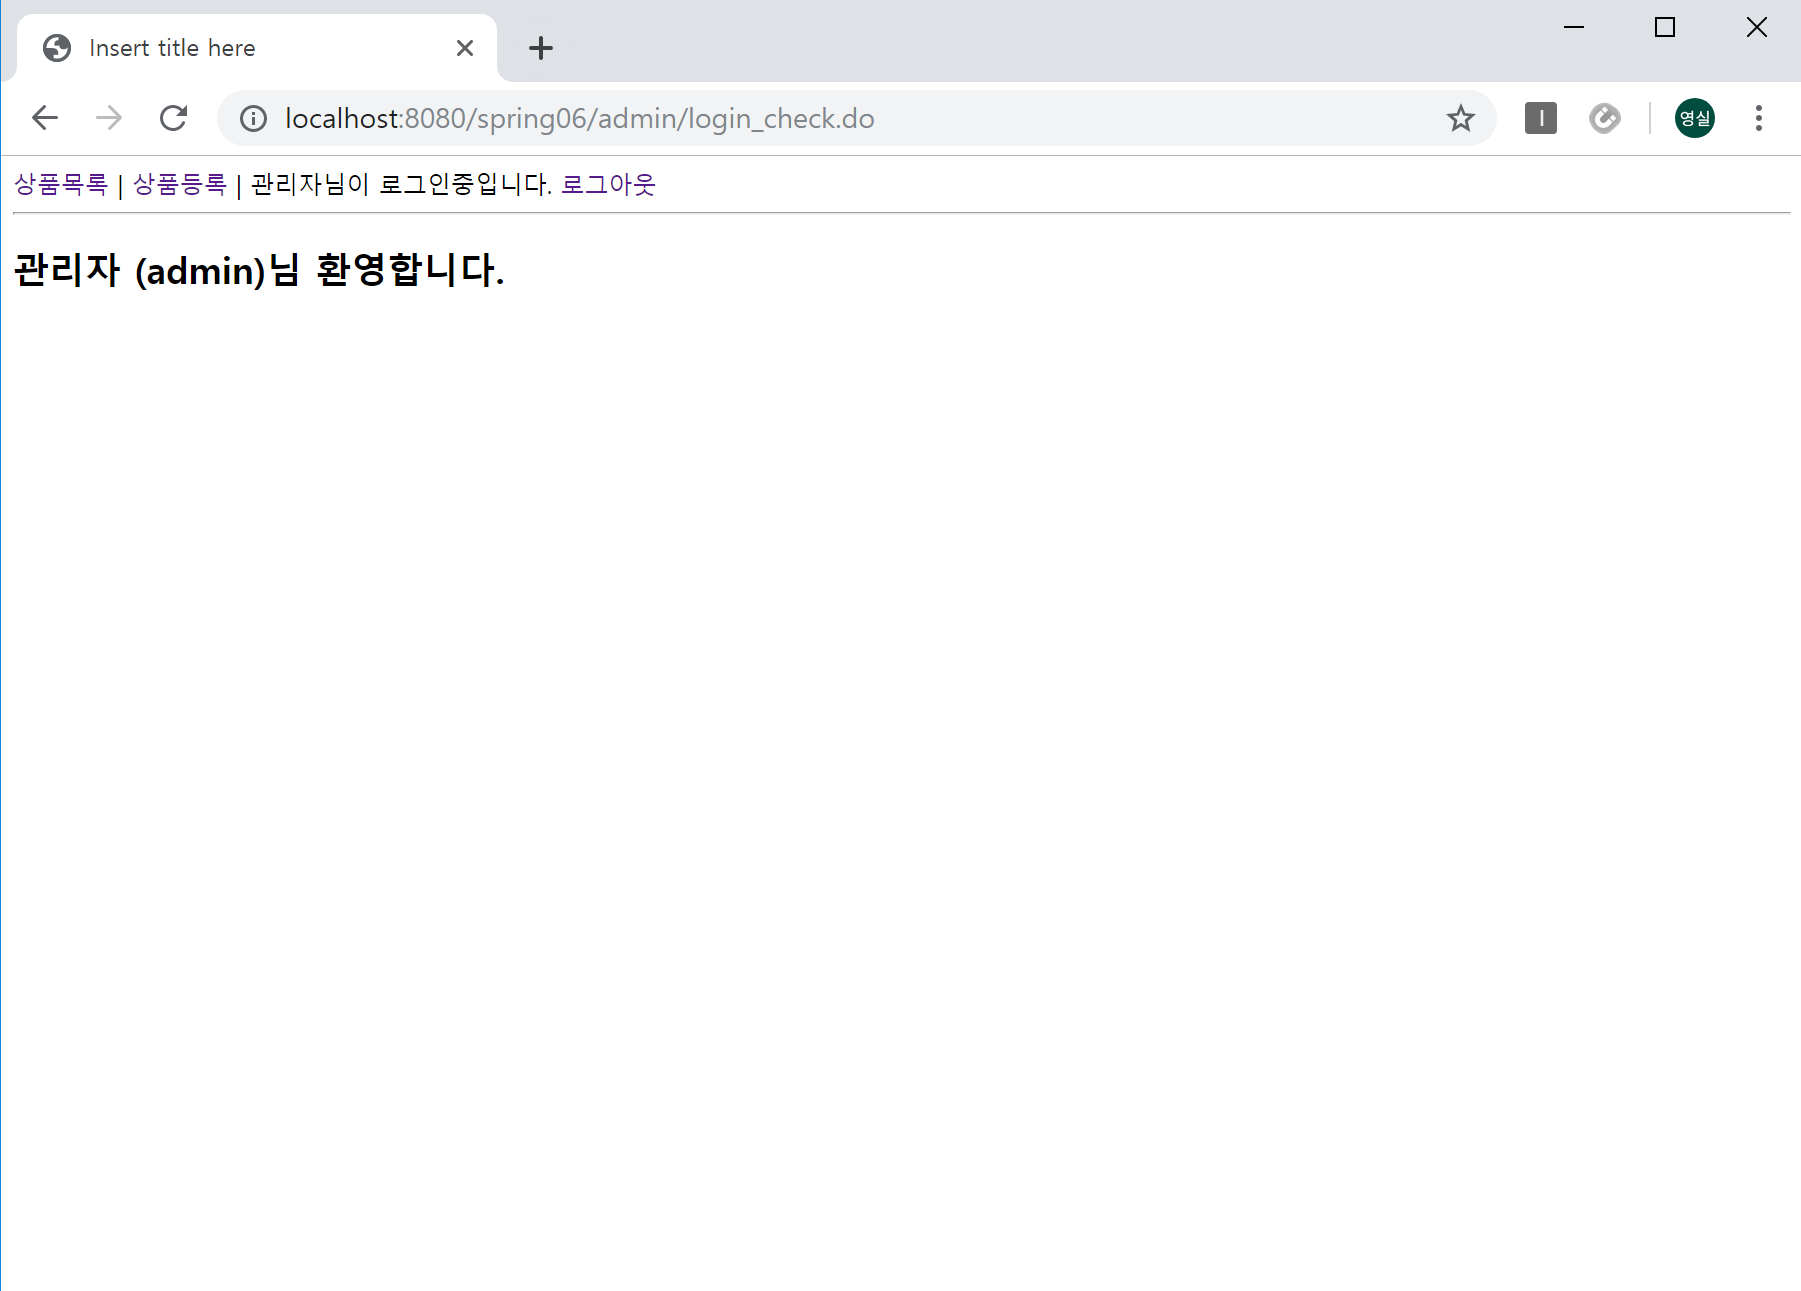 Insert title here
localhost:8080/spring06/admin/login_check.do
영실
상품목록 | 상품등록 | 관리자님이 로그인중입니다. 로그아웃
관리자 (admin)님 환영합니다.